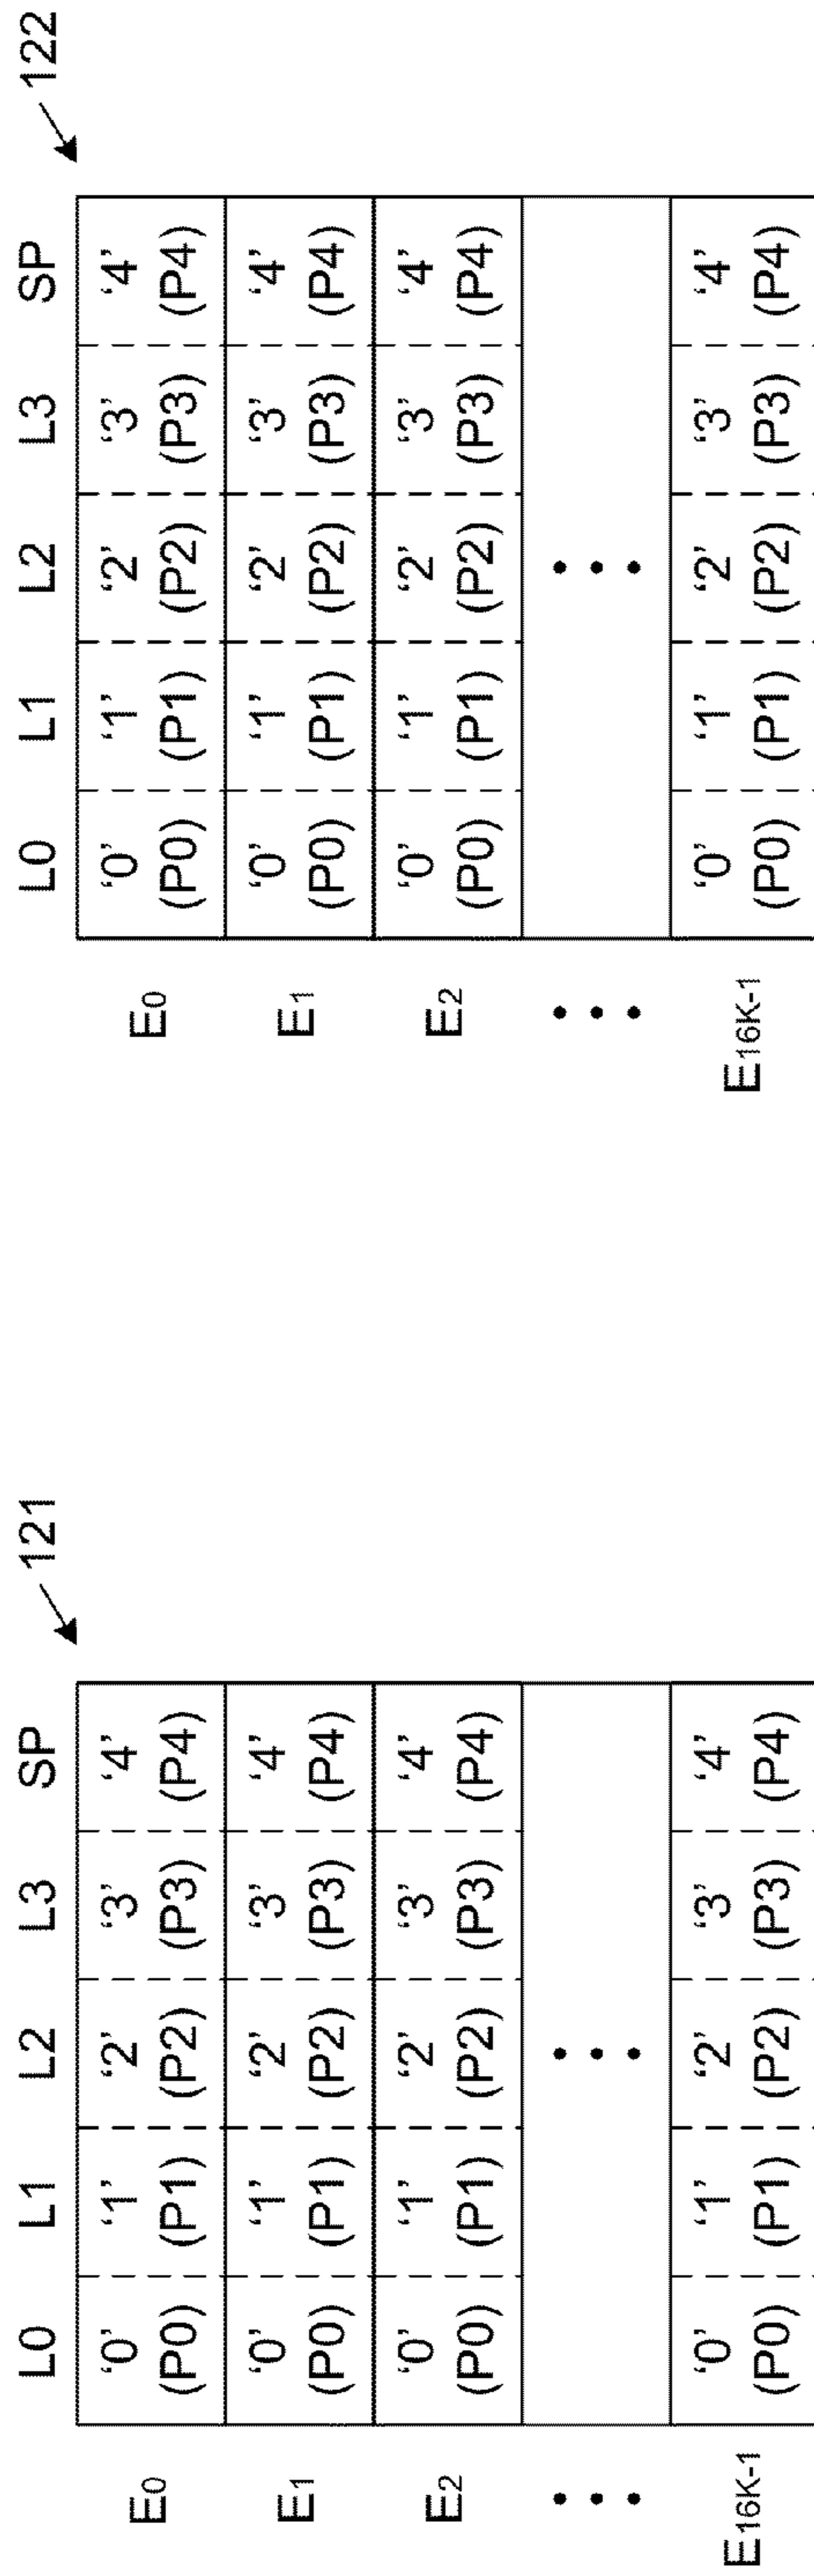 121
L0 L1 L2 L3 SP
E0 '0' '1' '2' '3' '4'
(P0) (P1) (P2) (P3) (P4)
E1 '0' '1' '2' '3' '4'
(P0) (P1) (P2) (P3) (P4)
E2 '0' '1' '2' '3' '4'
(P0) (P1) (P2) (P3) (P4)
E16K-1 '0' '1' '2' '3' '4'
(P0) (P1) (P2) (P3) (P4)
122
L0 L1 L2 L3 SP
E0 '0' '1' '2' '3' '4'
(P0) (P1) (P2) (P3) (P4)
E1 '0' '1' '2' '3' '4'
(P0) (P1) (P2) (P3) (P4)
E2 '0' '1' '2' '3' '4'
(P0) (P1) (P2) (P3) (P4)
E16K-1 '0' '1' '2' '3' '4'
(P0) (P1) (P2) (P3) (P4)